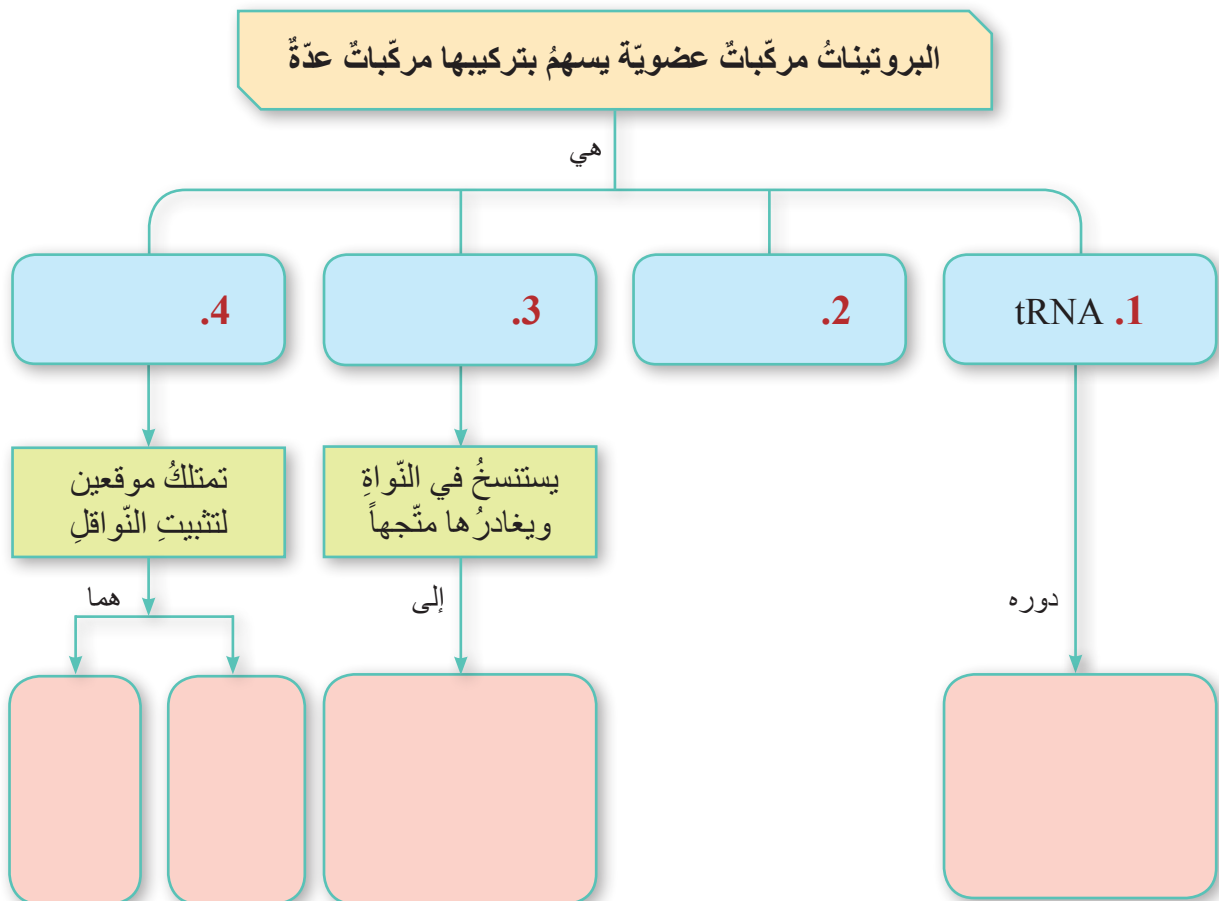 البروتيناتُ مركّباتٌ عضويّة يسهمُ بتركيبها مركّباتٌ عدّةٌ
هي
1. tRNA
2.
3.
4.
يستنسخُ في النّواةِ
ويغادرُها متّجهاً
تمتلكُ موقعين
لتثبيتِ النّواقلِ
دوره
إلى
هما